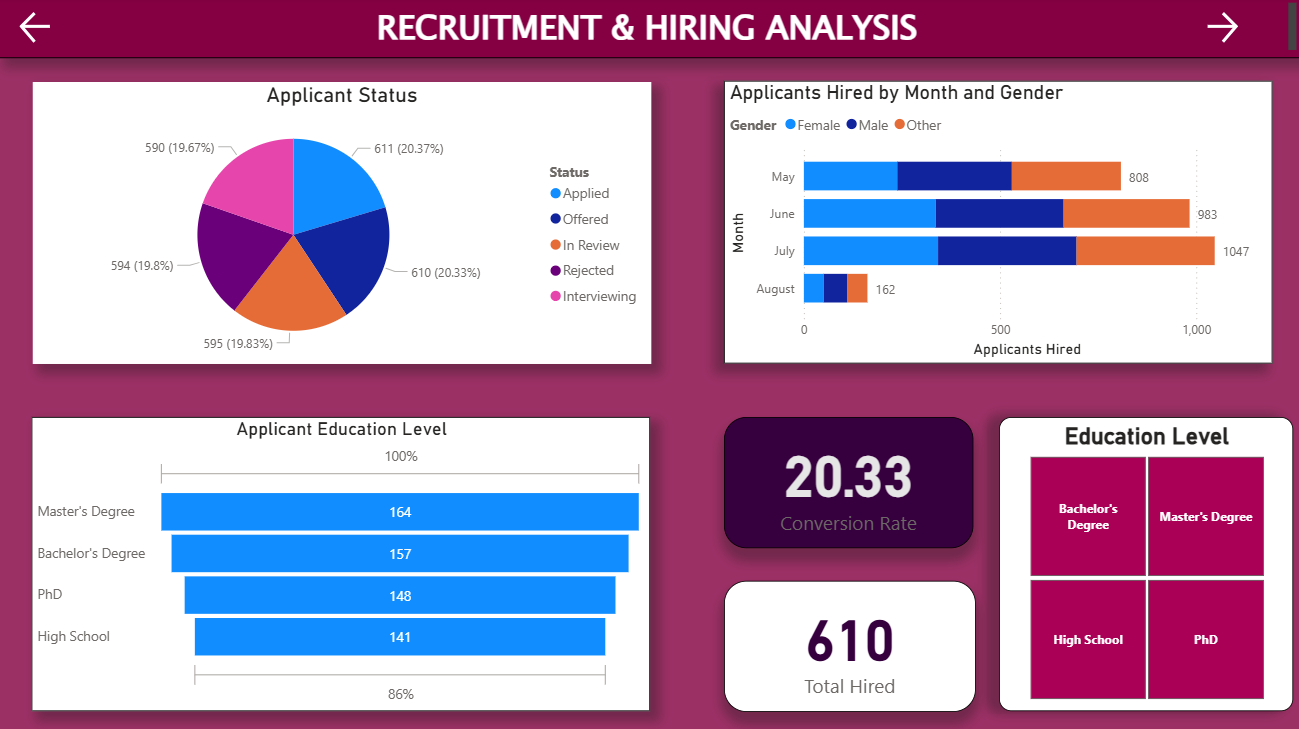 RECRUITMENT & HIRING ANALYSIS
Applicant Status
590 (19.67%)
611 (20.37%)
594 (19.8%)
610 (20.33%)
595 (19.83%)
Status
Applied
Offered
In Review
Rejected
Interviewing
Applicants Hired by Month and Gender
Gender Female Male Other
Month
May 808
June 983
July 1047
August 162
0 500 1,000
Applicants Hired
Applicant Education Level
100%
Master's Degree 164
Bachelor's Degree 157
PhD 148
High School 141
86%
20.33
Conversion Rate
610
Total Hired
Education Level
Bachelor's
Degree
Master's Degree
High School
PhD